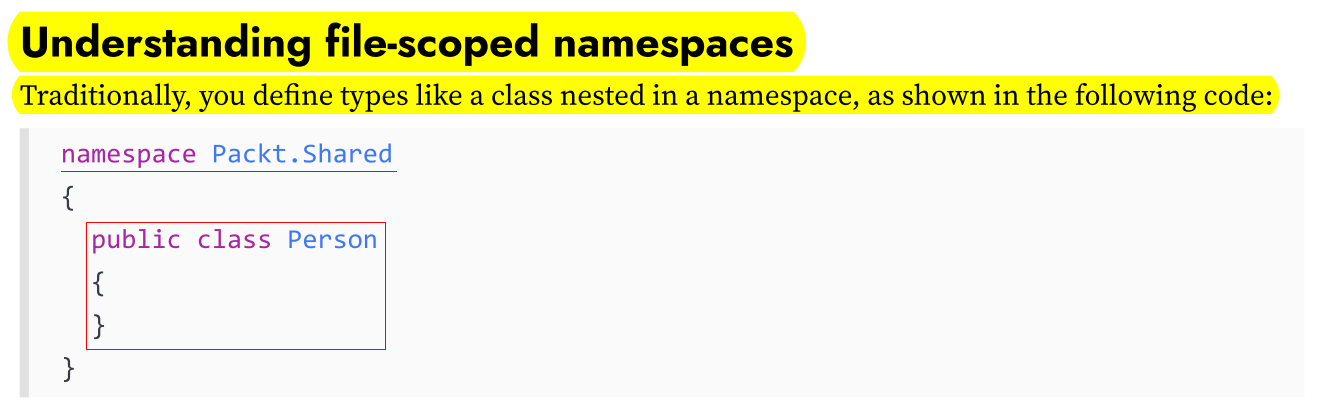 Understanding file-scoped namespaces
Traditionally, you define types like a class nested in a namespace, as shown in the following code:
namespace Packt.Shared
{
  public class Person
  {
  }
}